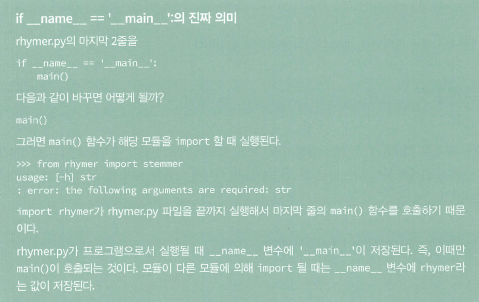 if __name__ == '__main__':의 진짜 의미
rhymer.py의 마지막 2줄을
if __name__ == '__main__':
    main()
다음과 같이 바꾸면 어떻게 될까?
main()
그러면 main() 함수가 해당 모듈을 import 할 때 실행된다.
>>> from rhymer import stemmer
usage: [-h] str
: error: the following arguments are required: str
import rhymer가 rhymer.py 파일을 끝까지 실행해서 마지막 줄의 main() 함수를 호출하기 때문
이다.
rhymer.py가 프로그램으로서 실행될 때 __name__ 변수에 '__main__'이 저장된다. 즉, 이때만
main()이 호출되는 것이다. 모듈이 다른 모듈에 의해 import 될 때는 __name__ 변수에 rhymer라
는 값이 저장된다.